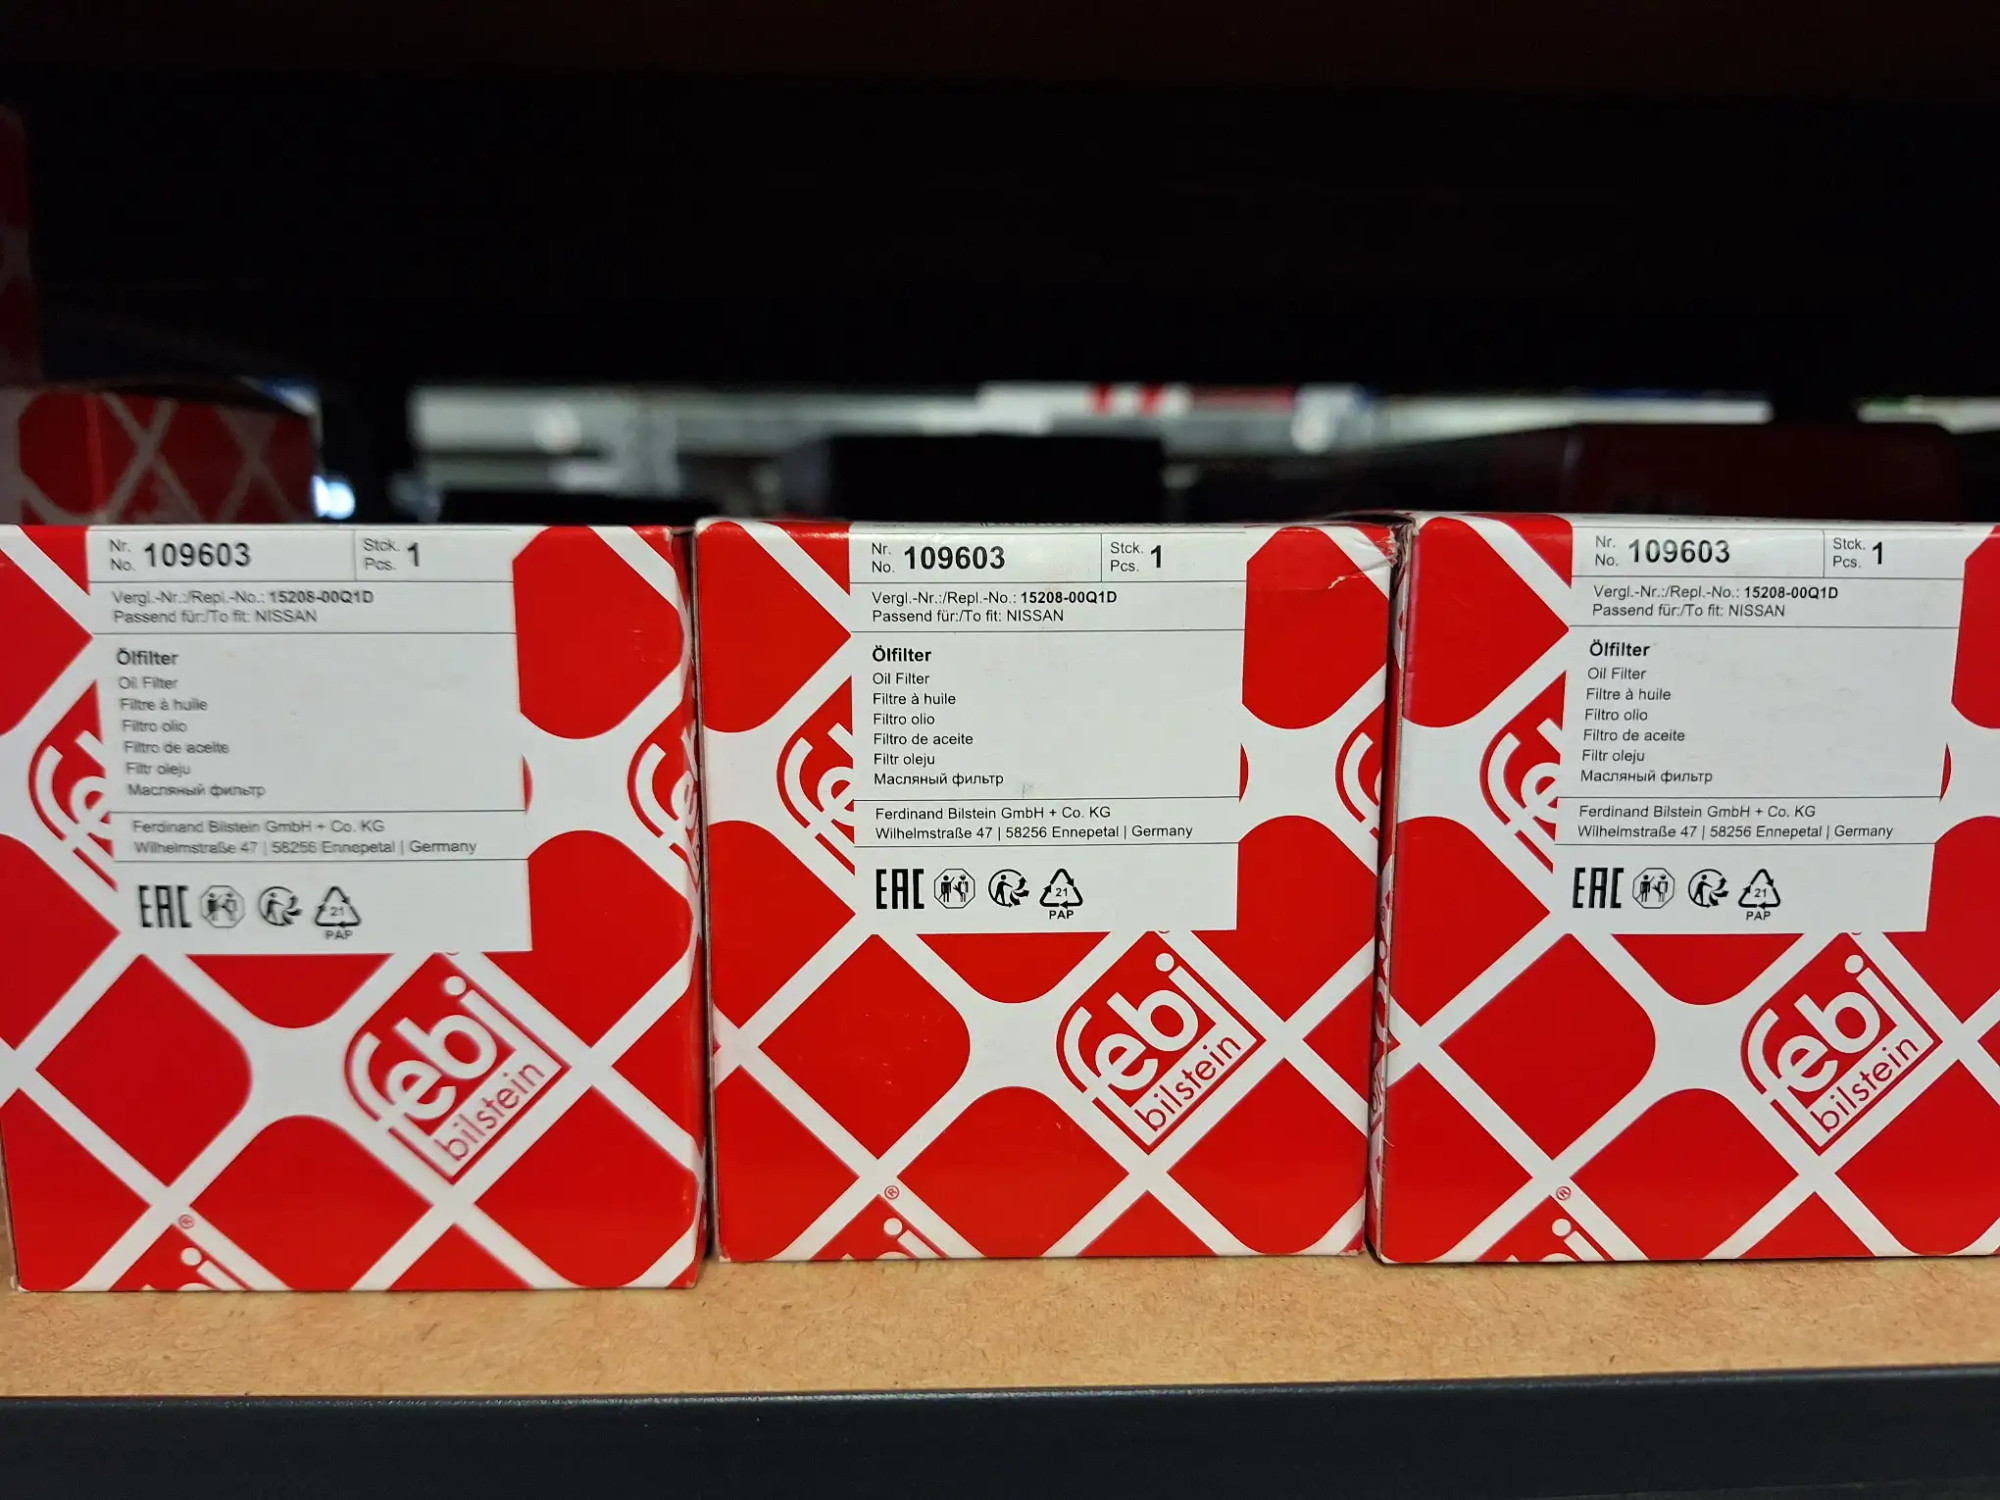 Nr.
No. 109603
Stck.
Pcs. 1
Vergl.-Nr.:/Repl.-No.: 15208-00Q1D
Passend für:/To fit: NISSAN
Ölfilter
Oil Filter
Filtre à huile
Filtro olio
Filtro de aceite
Filtr oleju
Масляный фильтр
Ferdinand Bilstein GmbH + Co. KG
Wilhelmstraße 47 | 58256 Ennepetal | Germany
EAC
21
PAP
febi
bilstein
Nr.
No. 109603
Stck.
Pcs. 1
Vergl.-Nr.:/Repl.-No.: 15208-00Q1D
Passend für:/To fit: NISSAN
Ölfilter
Oil Filter
Filtre à huile
Filtro olio
Filtro de aceite
Filtr oleju
Масляный фильтр
Ferdinand Bilstein GmbH + Co. KG
Wilhelmstraße 47 | 58256 Ennepetal | Germany
EAC
21
PAP
febi
bilstein
®
Nr.
No. 109603
Stck.
Pcs. 1
Vergl.-Nr.:/Repl.-No.: 15208-00Q1D
Passend für:/To fit: NISSAN
Ölfilter
Oil Filter
Filtre à huile
Filtro olio
Filtro de aceite
Filtr oleju
Масляный фильтр
Ferdinand Bilstein GmbH + Co. KG
Wilhelmstraße 47 | 58256 Ennepetal | Germany
EAC
21
PAP
febi
bilstein
®